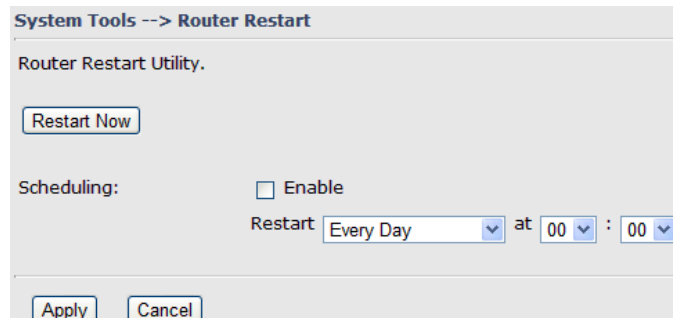 System Tools --> Router Restart
Router Restart Utility.
Restart Now
Scheduling: Enable
Restart Every Day at 00 : 00
Apply Cancel